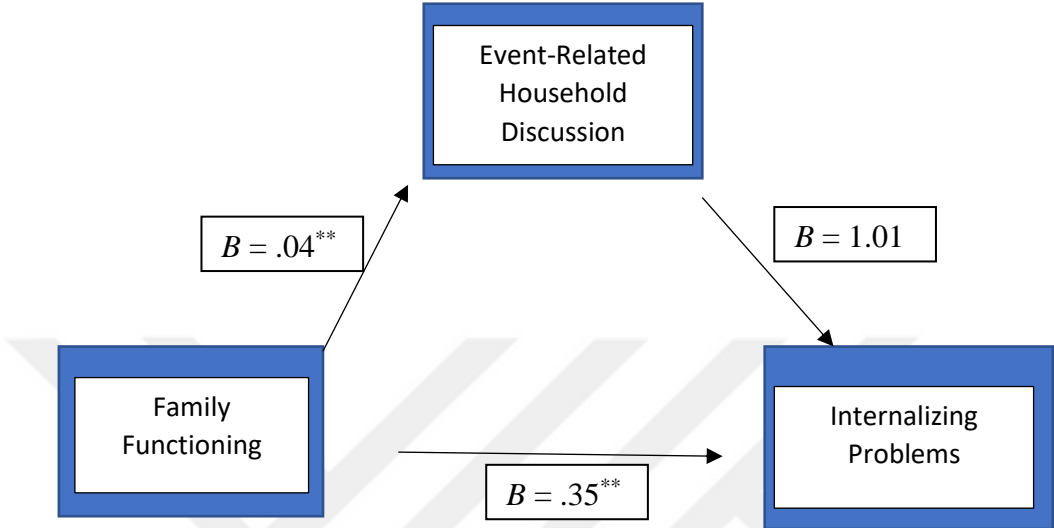 Event-Related
Household
Discussion
B = .04**
B = 1.01
Family
Functioning
Internalizing
Problems
B = .35**